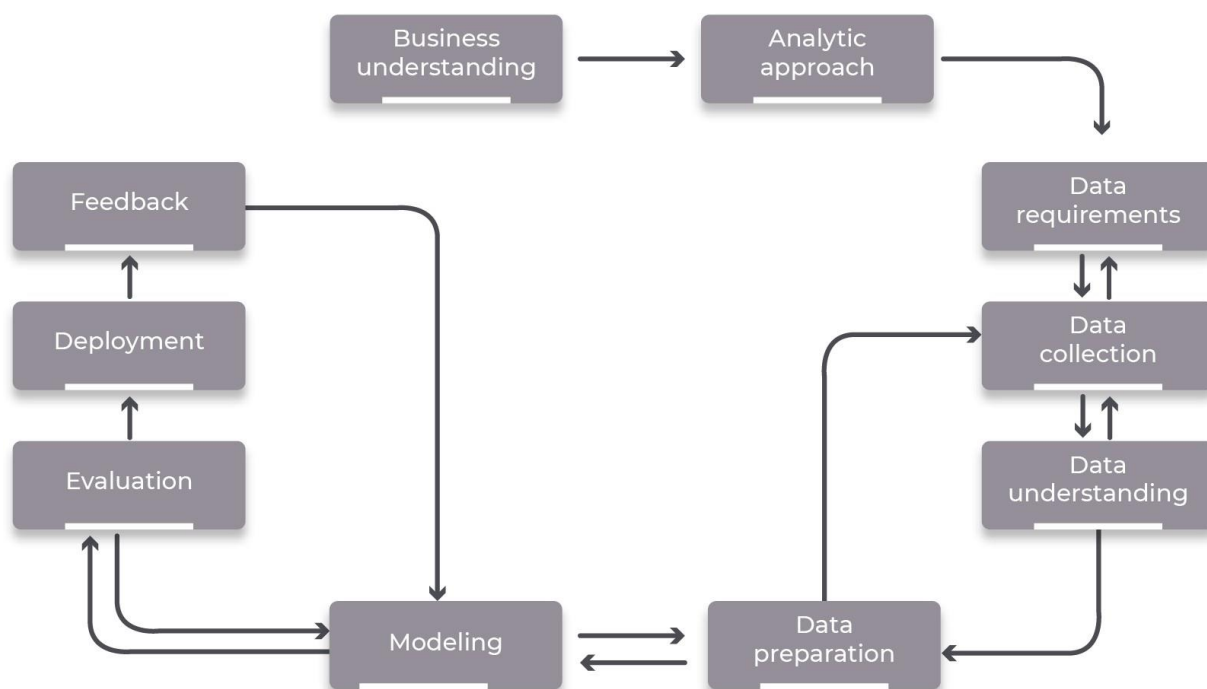 Business
understanding
Analytic
approach
Feedback
Data
requirements
Deployment
Data
collection
Evaluation
Data
understanding
Modeling
Data
preparation